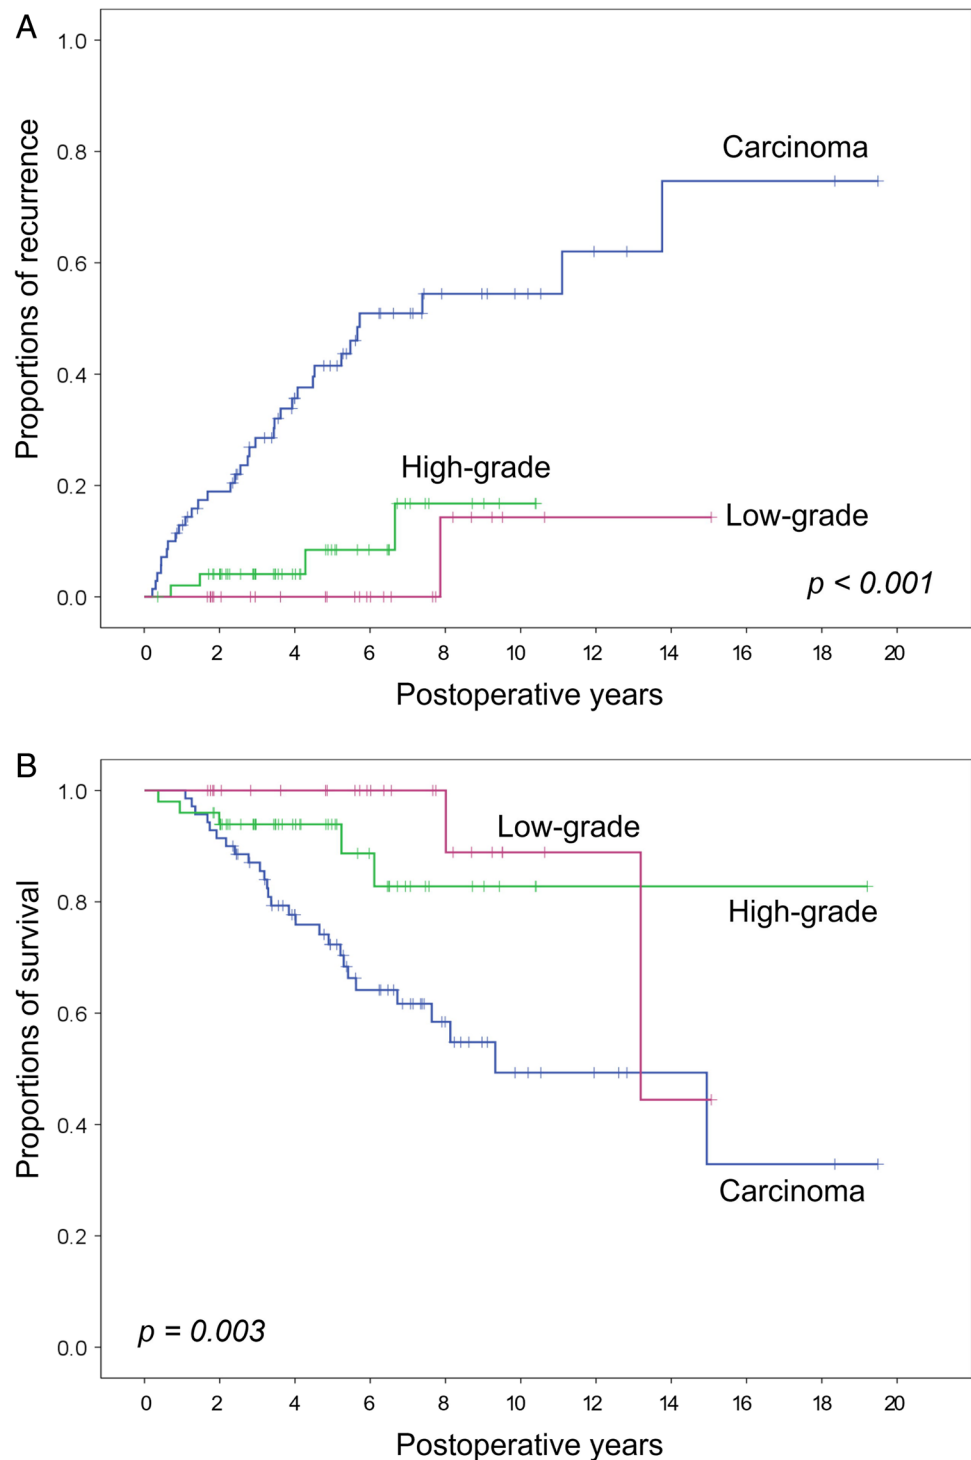 A
1.0
0.8
0.6
0.4
0.2
0.0
Proportions of recurrence
Carcinoma
High-grade
Low-grade
p < 0.001
0 2 4 6 8 10 12 14 16 18 20
Postoperative years
B
1.0
0.8
0.6
0.4
0.2
0.0
Proportions of survival
Low-grade
High-grade
Carcinoma
p = 0.003
0 2 4 6 8 10 12 14 16 18 20
Postoperative years